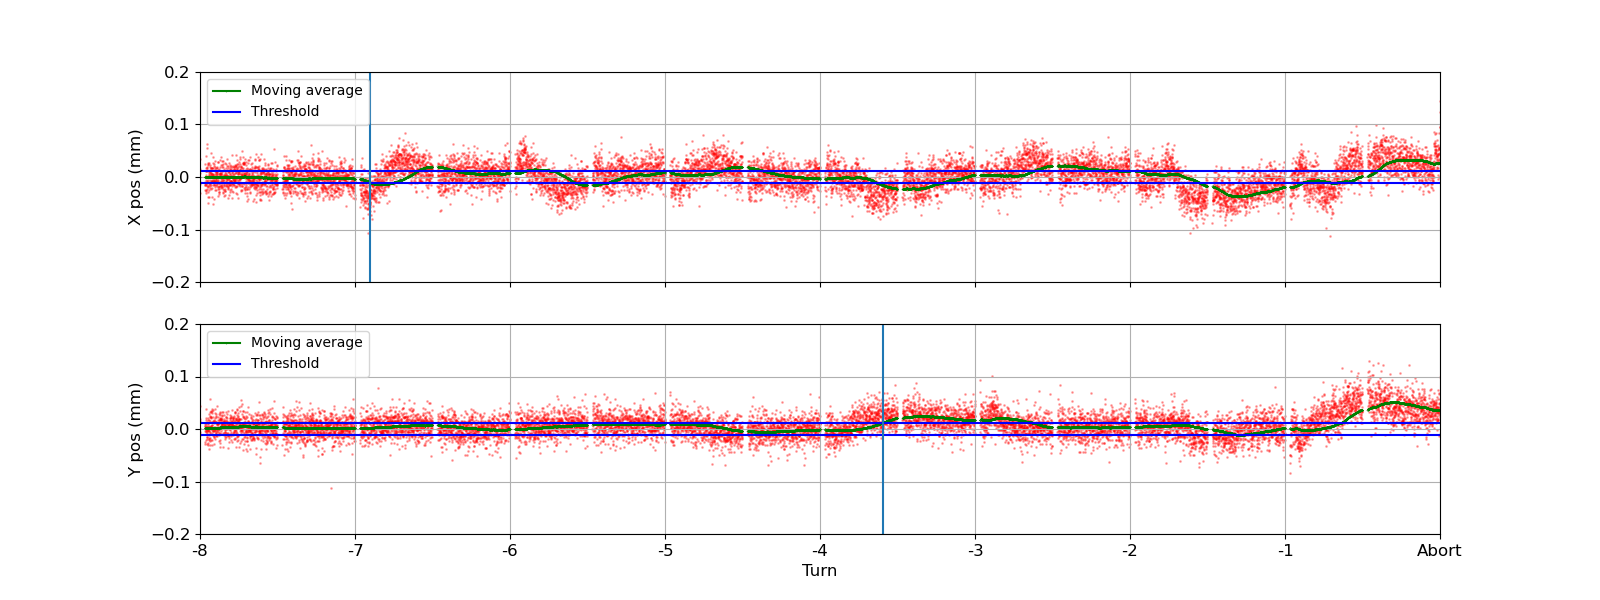 0.2
0.1
0.0
−0.1
−0.2
X pos (mm)
Moving average
Threshold
0.2
0.1
0.0
−0.1
−0.2
Y pos (mm)
Moving average
Threshold
-8 -7 -6 -5 -4 -3 -2 -1 Abort
Turn